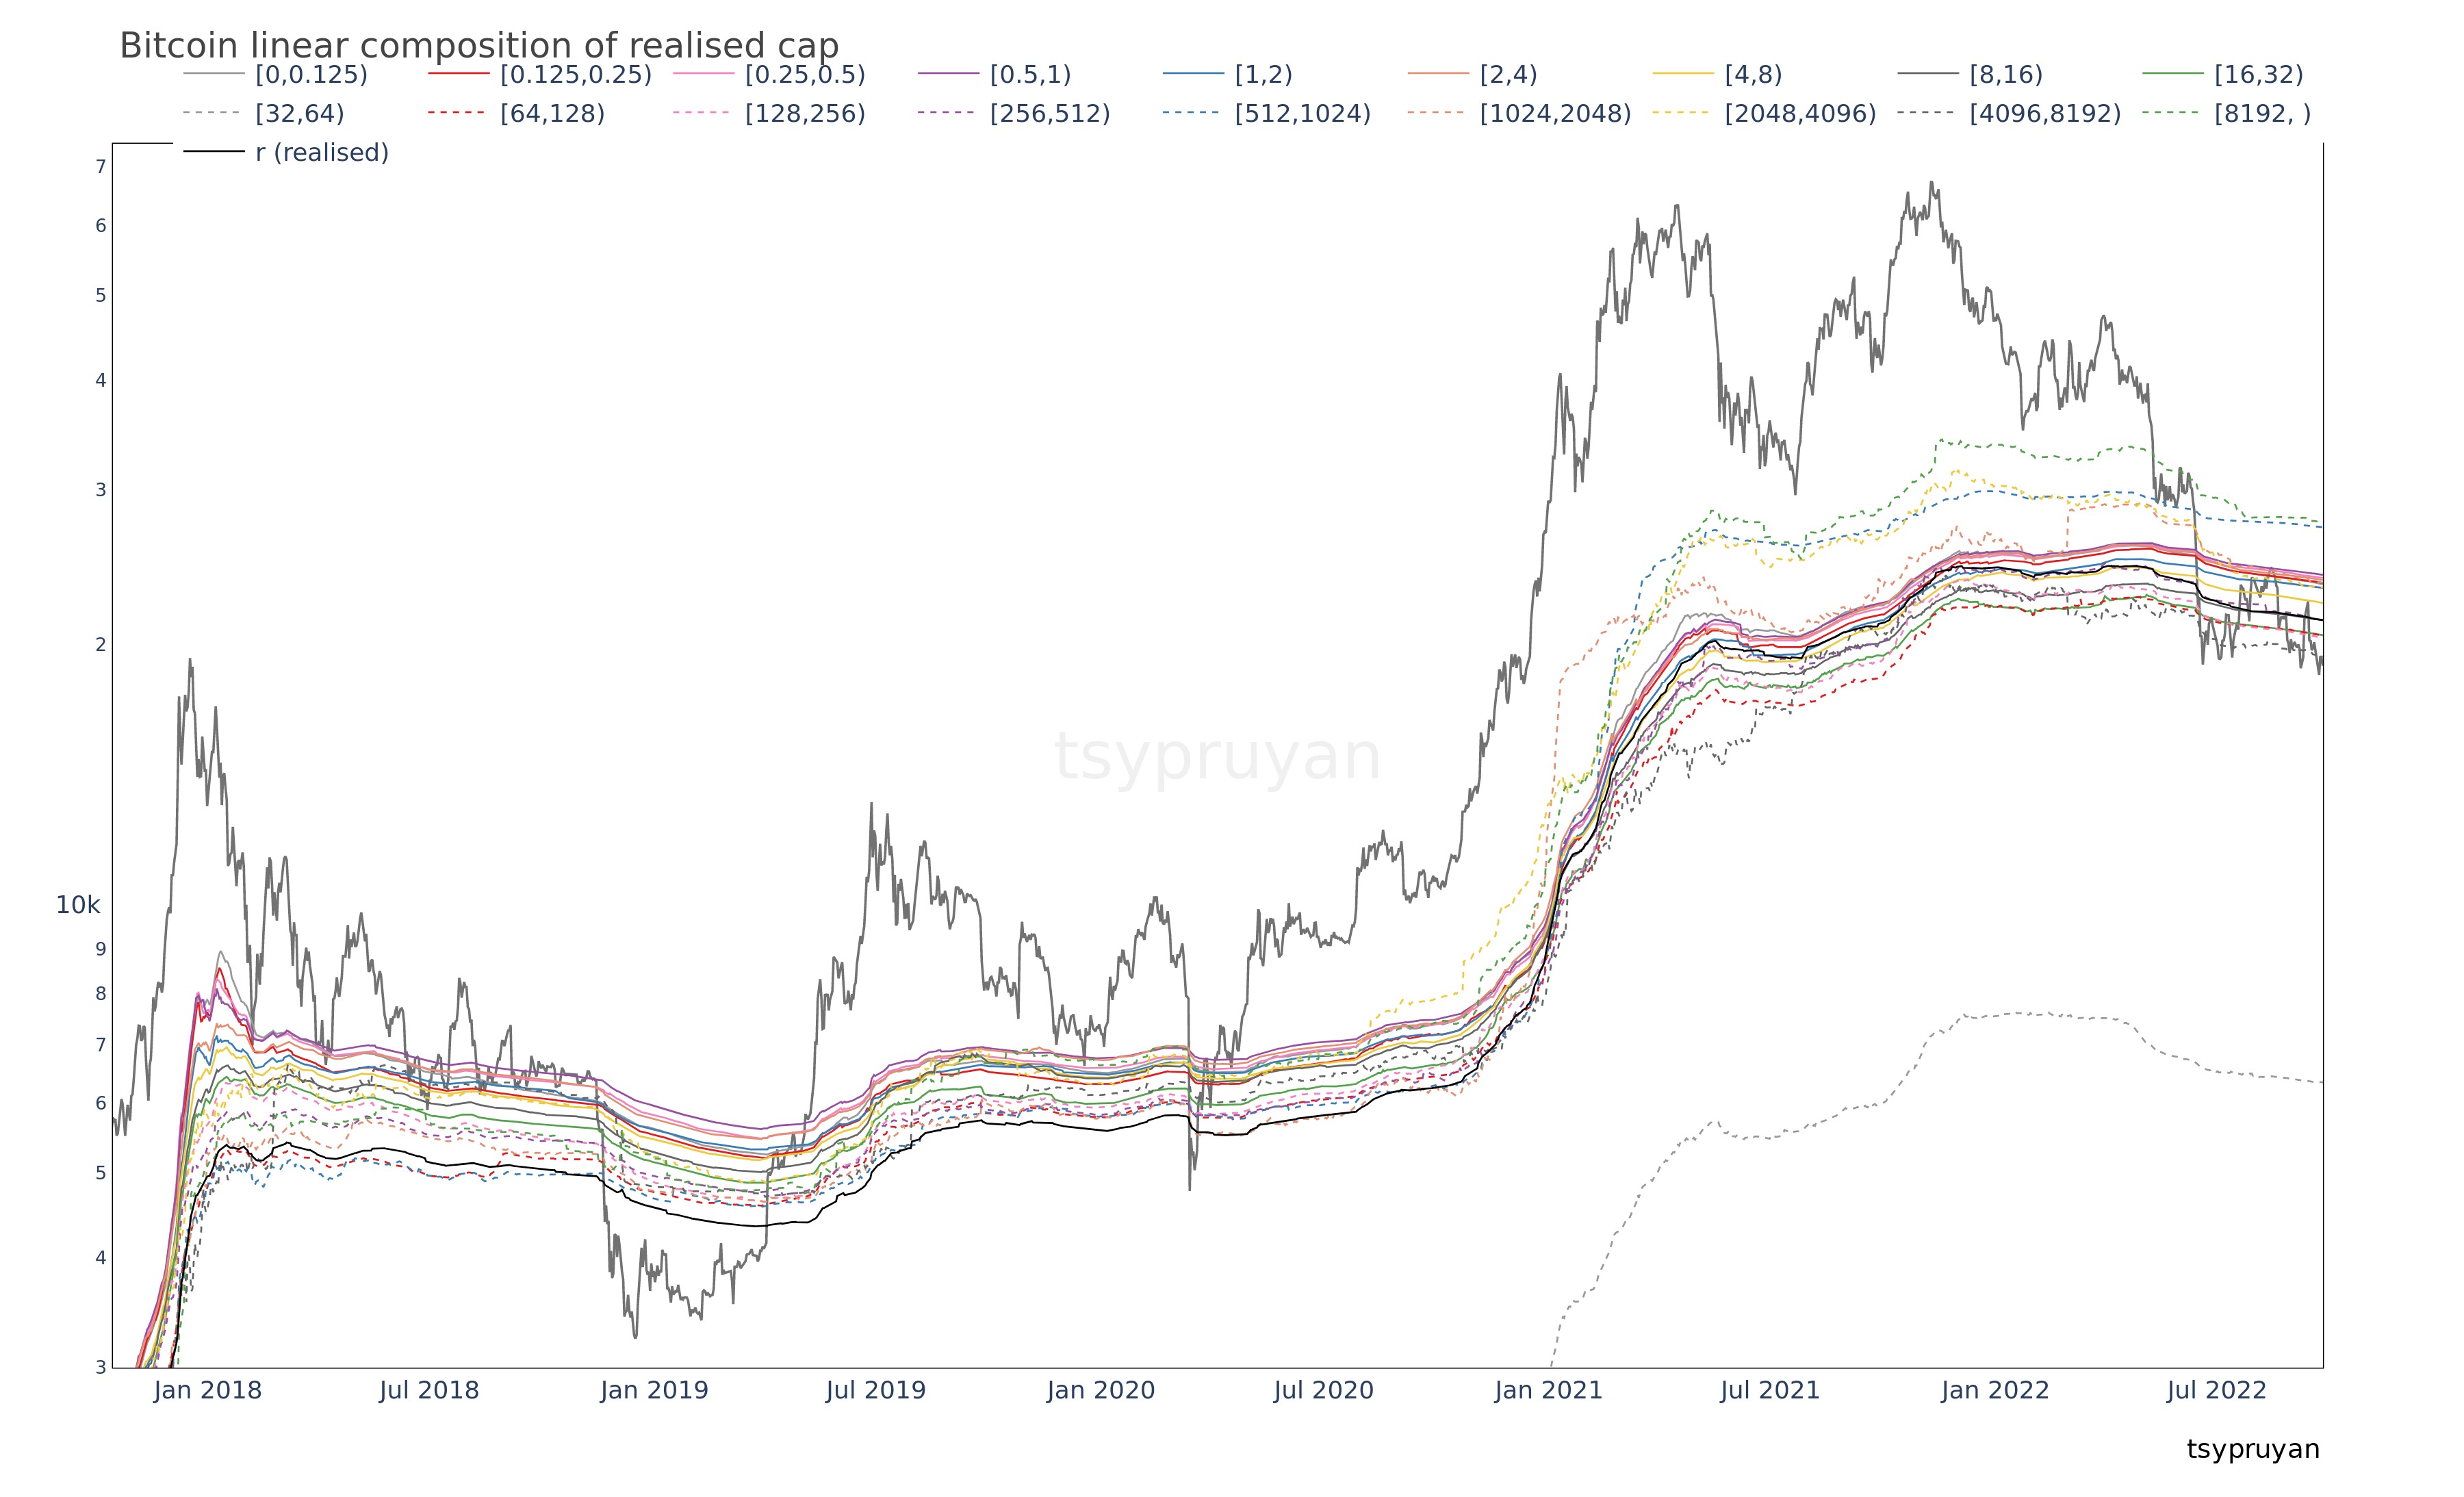 Bitcoin linear composition of realised cap
[0,0.125) [0.125,0.25) [0.25,0.5) [0.5,1) [1,2) [2,4) [4,8) [8,16) [16,32)
[32,64) [64,128) [128,256) [256,512) [512,1024) [1024,2048) [2048,4096) [4096,8192) [8192, )
r (realised)
7
6
5
4
3
2
tsypruyan
10k
9
8
7
6
5
4
3
Jan 2018 Jul 2018 Jan 2019 Jul 2019 Jan 2020 Jul 2020 Jan 2021 Jul 2021 Jan 2022 Jul 2022
tsypruyan